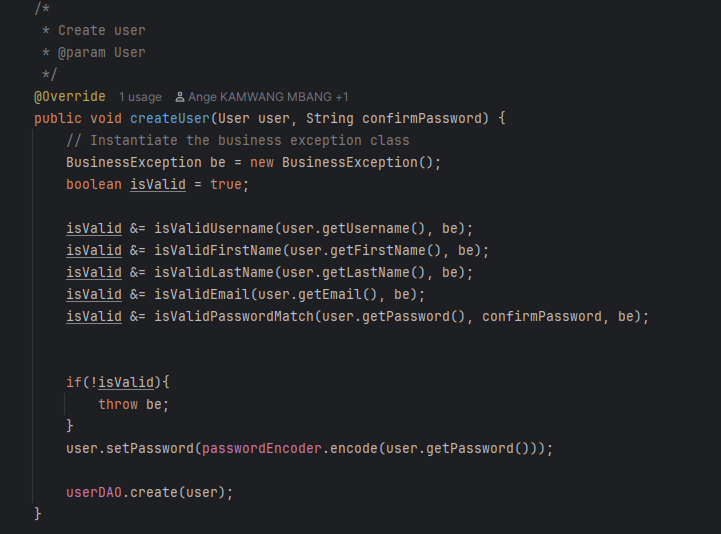 /*
 * Create user
 * @param User
 */
@Override 1 usage Ange KAMWANG MBANG +1
public void createUser(User user, String confirmPassword) {
    // Instantiate the business exception class
    BusinessException be = new BusinessException();
    boolean isValid = true;

    isValid &= isValidUsername(user.getUsername(), be);
    isValid &= isValidFirstName(user.getFirstName(), be);
    isValid &= isValidLastName(user.getLastName(), be);
    isValid &= isValidEmail(user.getEmail(), be);
    isValid &= isValidPasswordMatch(user.getPassword(), confirmPassword, be);


    if(!isValid){
        throw be;
    }
    user.setPassword(passwordEncoder.encode(user.getPassword()));

    userDAO.create(user);
}